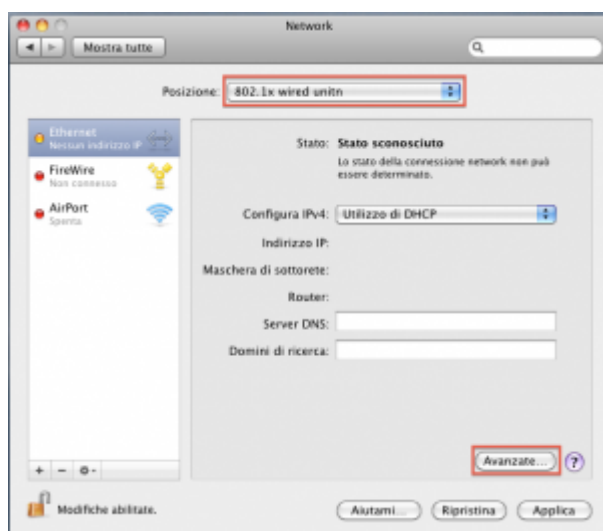 Network
Mostra tutte
Posizione: 802.1x wired unitn
Ethernet
Nessun indirizzo IP
FireWire
Non connesso
AirPort
Spenta
Stato: Stato sconosciuto
Lo stato della connessione network non può
essere determinato.
Configura IPv4: Utilizzo di DHCP
Indirizzo IP:
Maschera di sottorete:
Router:
Server DNS:
Domini di ricerca:
Avanzate... ?
Modifiche abilitate.
Aiutami... Ripristina Applica